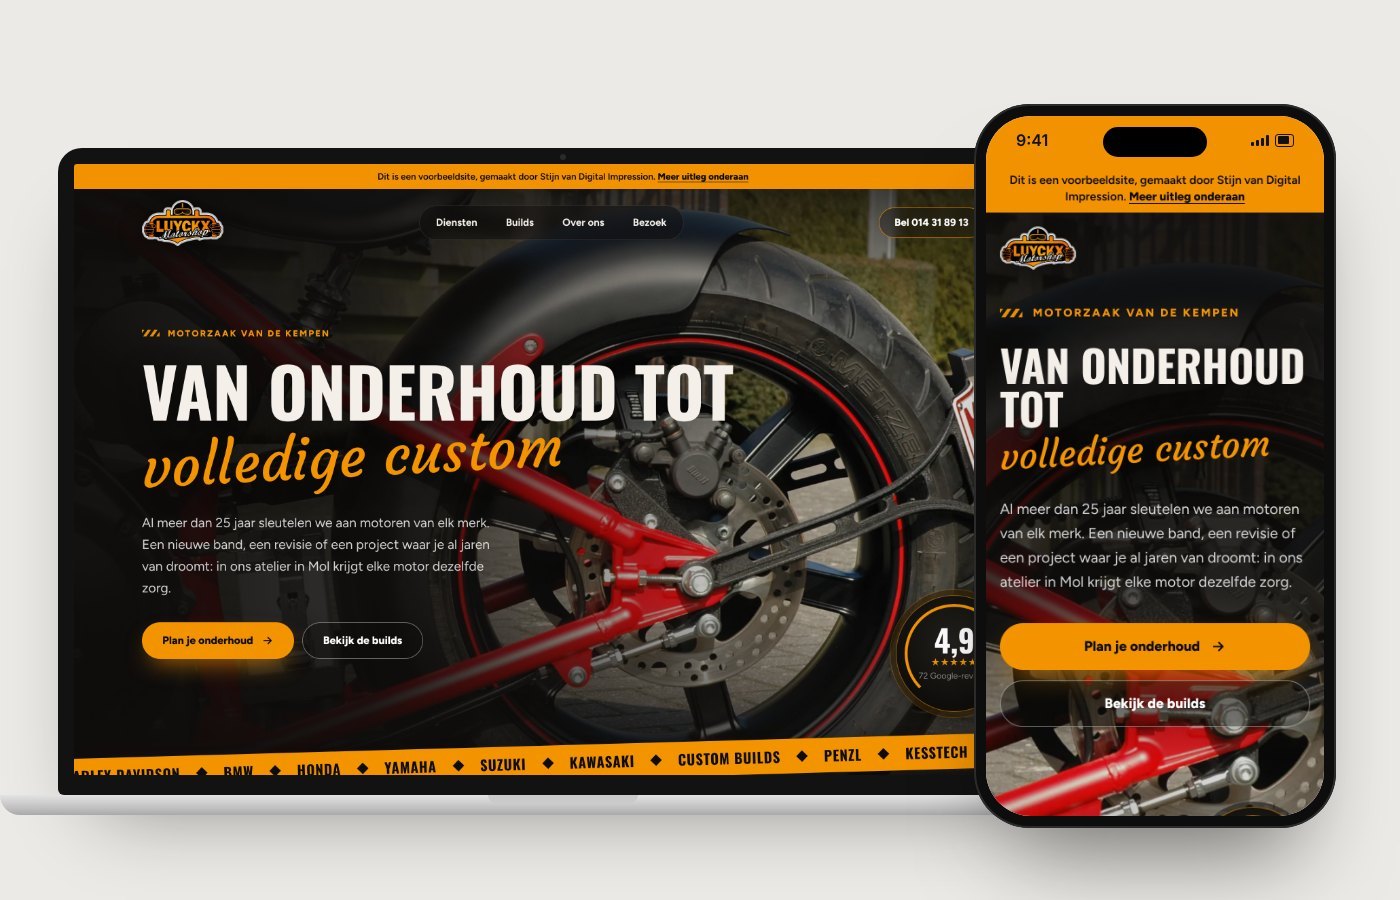 Dit is een voorbeeldsite, gemaakt door Stijn van Digital Impression. Meer uitleg onderaan
LUYCKX
Motorshop
Diensten
Builds
Over ons
Bezoek
Bel 014 31 89 13
MOTORZAAK VAN DE KEMPEN
VAN ONDERHOUD TOT
volledige custom
Al meer dan 25 jaar sleutelen we aan motoren van elk merk.
Een nieuwe band, een revisie of een project waar je al jaren
van droomt: in ons atelier in Mol krijgt elke motor dezelfde
zorg.
Plan je onderhoud →
Bekijk de builds
4,9
★★★★★
72 Google-rev
ARLEY DAVIDSON ◆ BMW ◆ HONDA ◆ YAMAHA ◆ SUZUKI ◆ KAWASAKI ◆ CUSTOM BUILDS ◆ PENZL ◆ KESSTECH
9:41
Dit is een voorbeeldsite, gemaakt door Stijn van Digital
Impression. Meer uitleg onderaan
LUYCKX
Motorshop
MOTORZAAK VAN DE KEMPEN
VAN ONDERHOUD
TOT
volledige custom
Al meer dan 25 jaar sleutelen we aan motoren
van elk merk. Een nieuwe band, een revisie of
een project waar je al jaren van droomt: in ons
atelier in Mol krijgt elke motor dezelfde zorg.
Plan je onderhoud →
Bekijk de builds